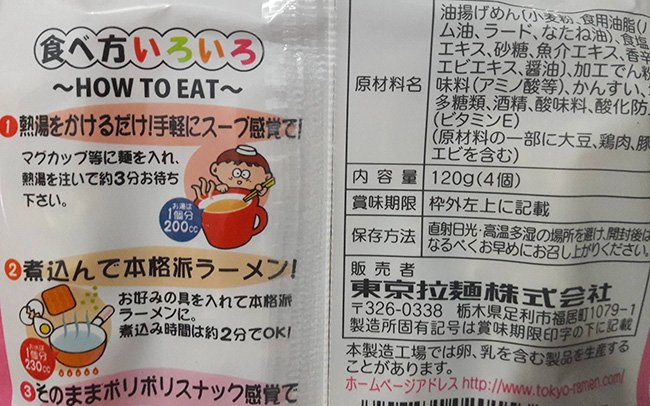 食べ方いろいろ
～HOW TO EAT～
1 熱湯をかけるだけ!手軽にスープ感覚で!
マグカップ等に麺を入れ、
熱湯を注いで約3分お待ち
下さい。
お湯は
1個分
200cc
2 煮込んで本格派ラーメン!
お好みの具を入れて本格派
ラーメンに。
煮込み時間は約2分でOK!
お水は
1個分
230cc
3 そのままポリポリスナック感覚で
原材料名
油揚げめん(小麦粉、食用油脂(パ
ーム油、ラード、なたね油)、食塩
エキス、砂糖、魚介エキス、香辛
エビエキス、醤油)、加工でん粉
味料(アミノ酸等)、かんすい、
多糖類、酒精、酸味料、酸化防
(ビタミンE)
(原材料の一部に大豆、鶏肉、豚
エビを含む)
内容量 120g(4個)
賞味期限 枠外左上に記載
保存方法 直射日光・高温多湿の場所を避け、開封後は
なるべくお早めにお召し上がりください。
販売者
東京拉麺株式会社
〒326-0338 栃木県足利市福居町1079-1
製造所固有記号は賞味期限印字の下に記載
本製造工場では卵、乳を含む製品を生産する
ことがあります。
ホームページアドレス http://www.tokyo-ramen.com/